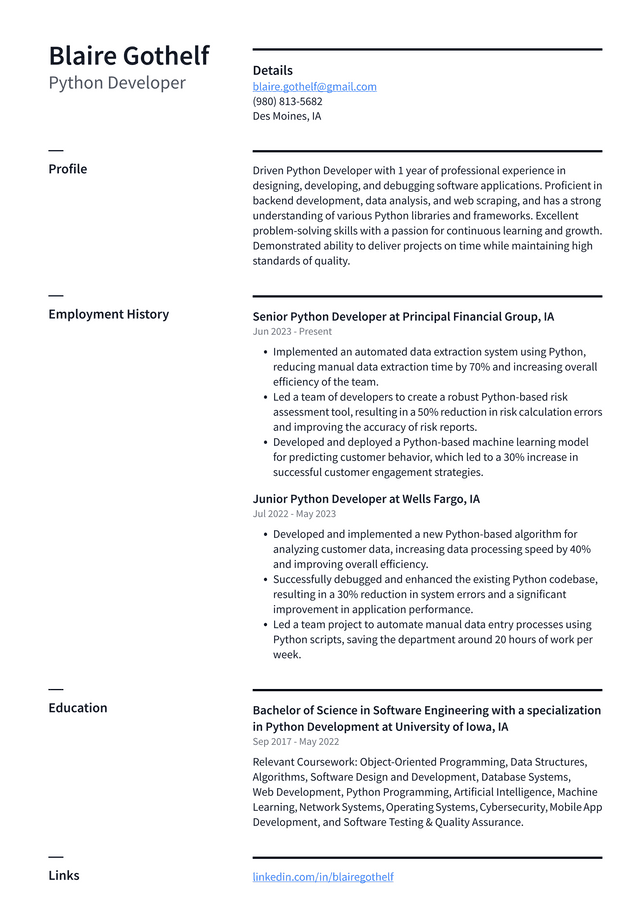 Blaire Gothelf
Python Developer
Details
blaire.gothelf@gmail.com
(980) 813-5682
Des Moines, IA
Profile
Driven Python Developer with 1 year of professional experience in
designing, developing, and debugging software applications. Proficient in
backend development, data analysis, and web scraping, and has a strong
understanding of various Python libraries and frameworks. Excellent
problem-solving skills with a passion for continuous learning and growth.
Demonstrated ability to deliver projects on time while maintaining high
standards of quality.
Employment History
Senior Python Developer at Principal Financial Group, IA
Jun 2023 - Present
• Implemented an automated data extraction system using Python,
reducing manual data extraction time by 70% and increasing overall
efficiency of the team.
• Led a team of developers to create a robust Python-based risk
assessment tool, resulting in a 50% reduction in risk calculation errors
and improving the accuracy of risk reports.
• Developed and deployed a Python-based machine learning model
for predicting customer behavior, which led to a 30% increase in
successful customer engagement strategies.
Junior Python Developer at Wells Fargo, IA
Jul 2022 - May 2023
• Developed and implemented a new Python-based algorithm for
analyzing customer data, increasing data processing speed by 40%
and improving overall efficiency.
• Successfully debugged and enhanced the existing Python codebase,
resulting in a 30% reduction in system errors and a significant
improvement in application performance.
• Led a team project to automate manual data entry processes using
Python scripts, saving the department around 20 hours of work per
week.
Education
Bachelor of Science in Software Engineering with a specialization
in Python Development at University of Iowa, IA
Sep 2017 - May 2022
Relevant Coursework: Object-Oriented Programming, Data Structures,
Algorithms, Software Design and Development, Database Systems,
Web Development, Python Programming, Artificial Intelligence, Machine
Learning, Network Systems, Operating Systems, Cybersecurity, Mobile App
Development, and Software Testing & Quality Assurance.
Links
linkedin.com/in/blairegothelf